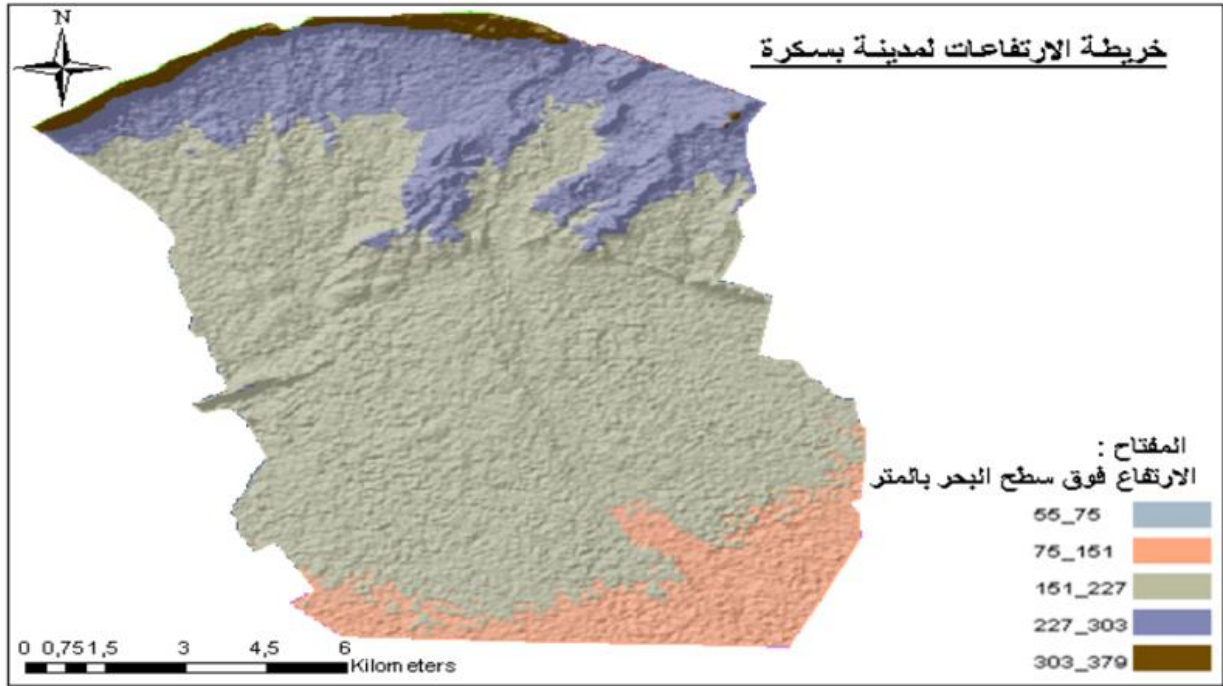 N
خريطة الارتفاعات لمدينة بسكرة
المفتاح :
الارتفاع فوق سطح البحر بالمتر
55_75
75_151
151_227
227_303
303_379
0 0,75 1,5 3 4,5 6
Kilometers